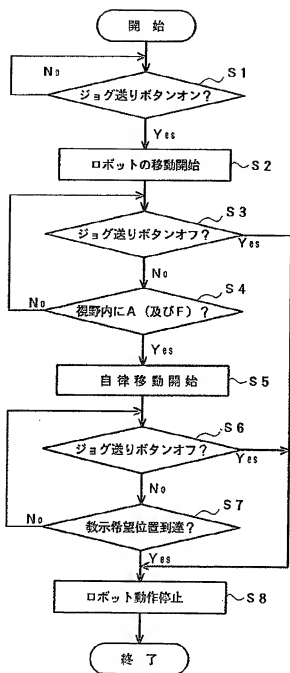 開始
No
S1
ジョグ送りボタンオン？
Yes
ロボットの移動開始
S2
S3
ジョグ送りボタンオフ？
Yes
No
S4
視野内にA（及びF）？
No
Yes
自律移動開始
S5
S6
ジョグ送りボタンオフ？
Yes
No
No
S7
教示希望位置到達？
Yes
ロボット動作停止
S8
終了